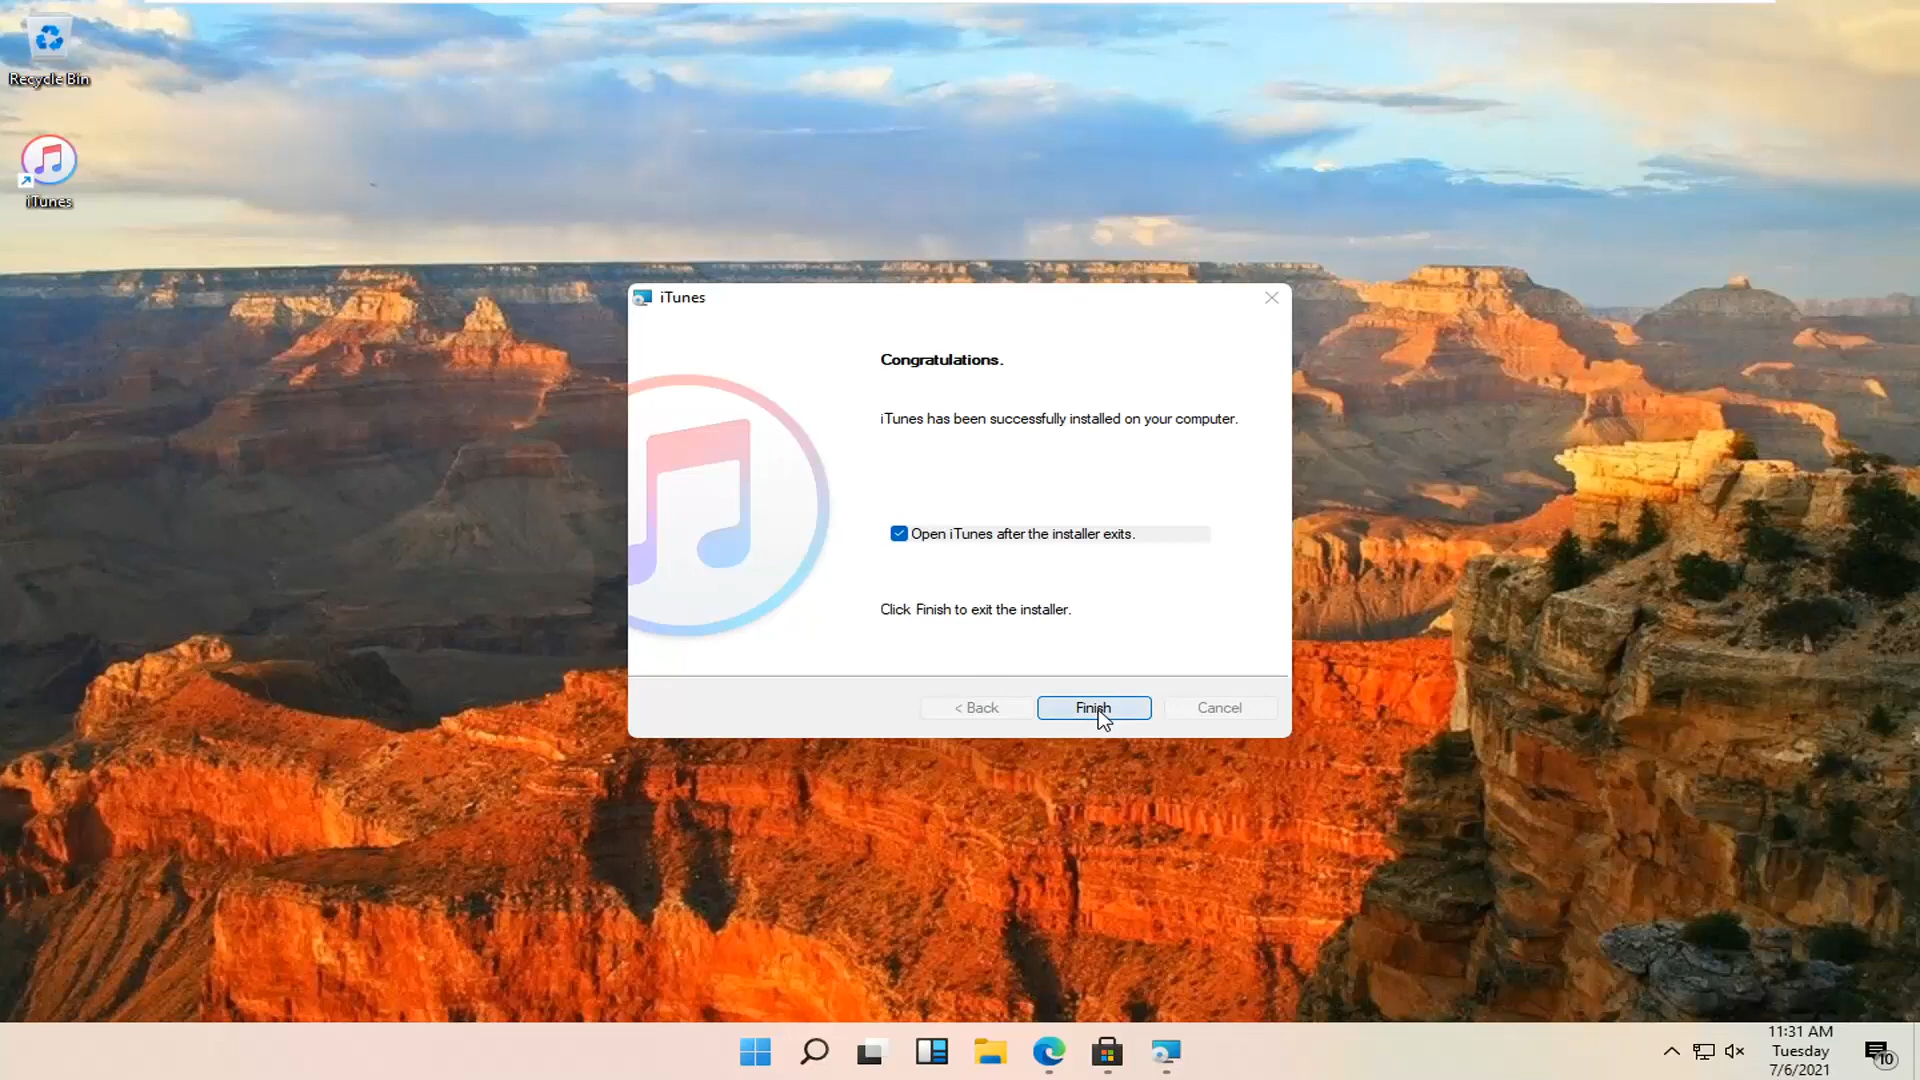 Recycle Bin
iTunes
iTunes
Congratulations.
iTunes has been successfully installed on your computer.
Open iTunes after the installer exits.
Click Finish to exit the installer.
< Back
Finish
Cancel
11:31 AM
Tuesday
7/6/2021
10